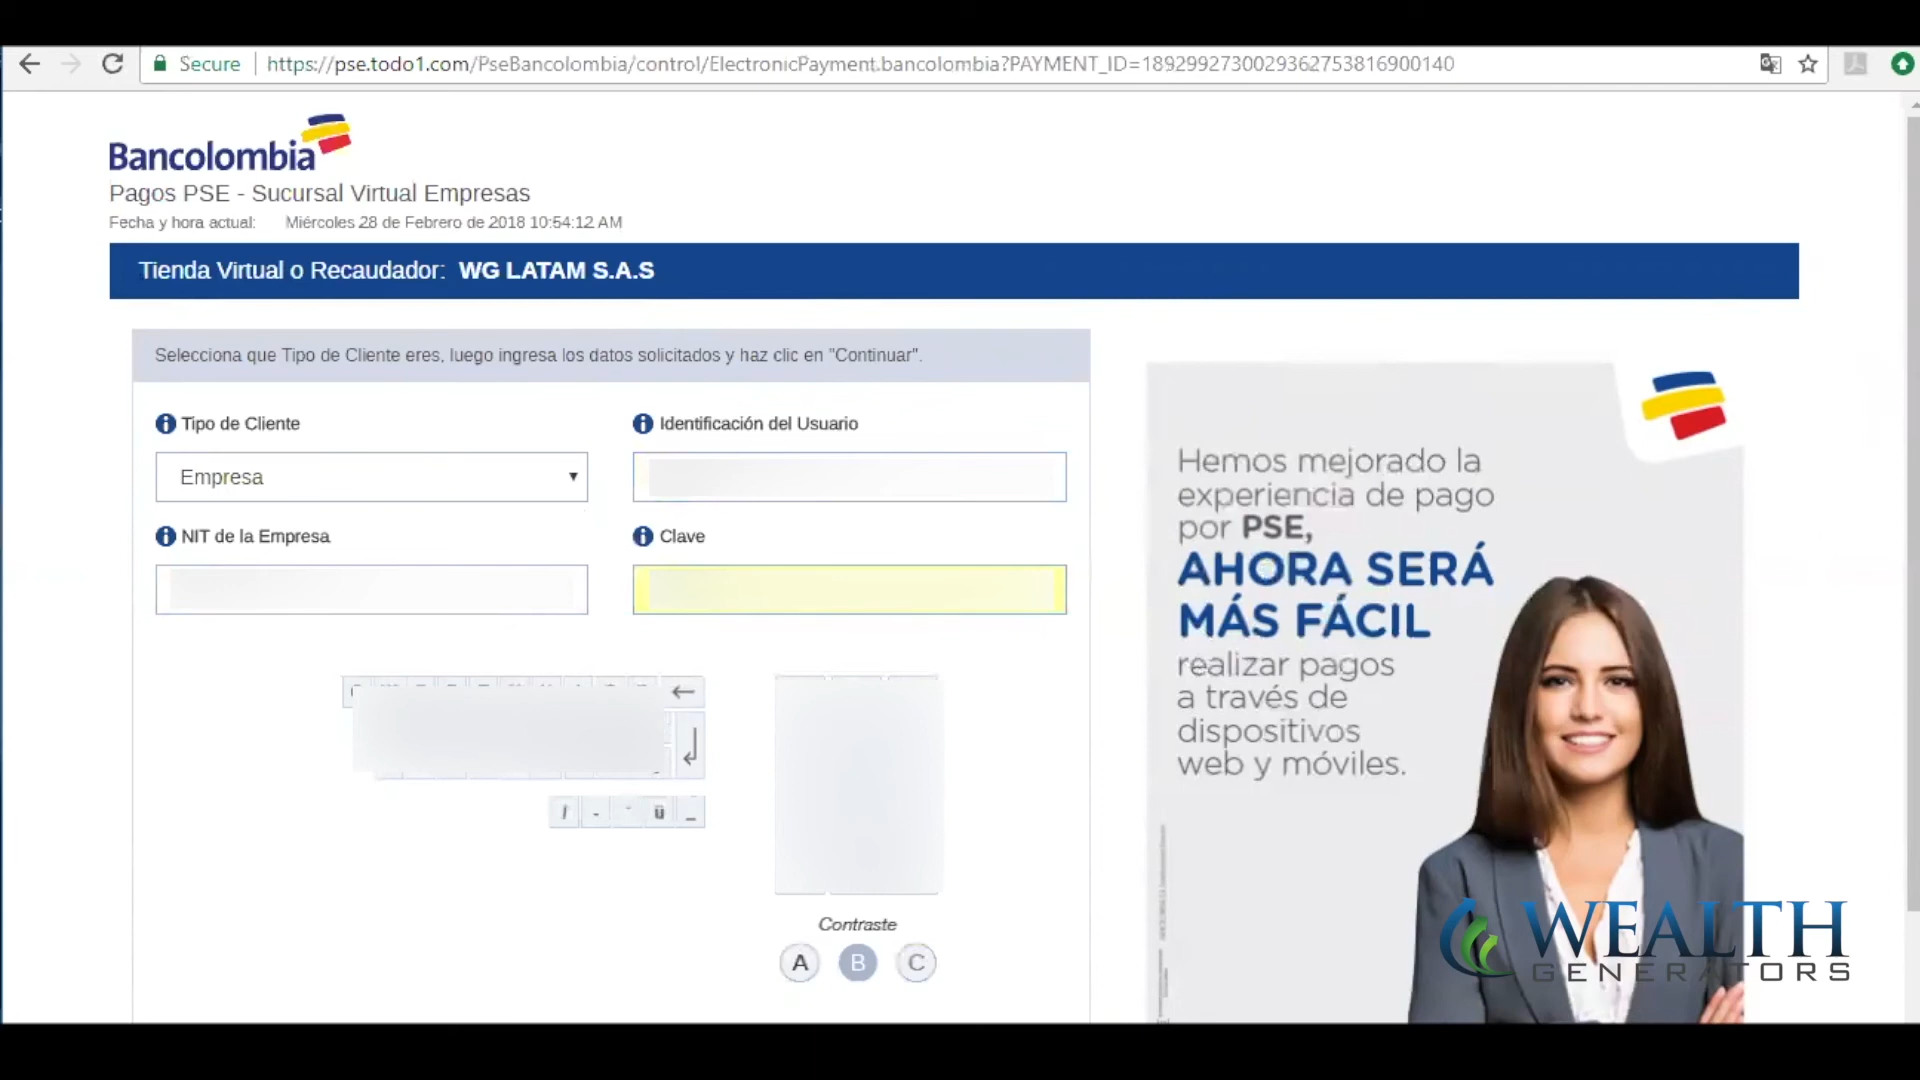 Secure
https://pse.todo1.com/PseBancolombia/control/ElectronicPayment.bancolombia?PAYMENT_ID=1892992730029362753816900140
Bancolombia
Pagos PSE - Sucursal Virtual Empresas
Fecha y hora actual: Miércoles 28 de Febrero de 2018 10:54:12 AM
Tienda Virtual o Recaudador: WG LATAM S.A.S
Selecciona que Tipo de Cliente eres, luego ingresa los datos solicitados y haz clic en "Continuar".
Tipo de Cliente
Empresa
Identificación del Usuario
NIT de la Empresa
Clave
Contraste
A B C
Hemos mejorado la
experiencia de pago
por PSE,
AHORA SERÁ
MÁS FÁCIL
realizar pagos
a través de
dispositivos
web y móviles.
WEALTH
GENERATORS